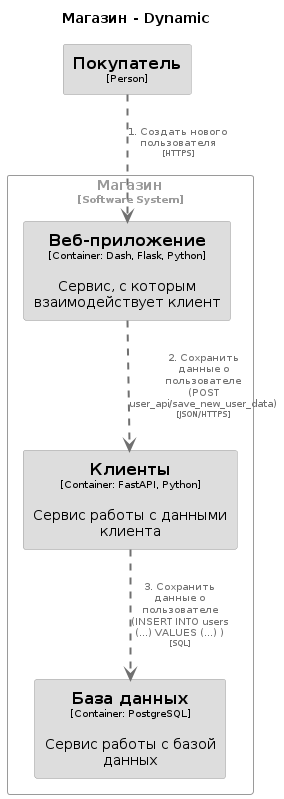 Магазин - Dynamic
Покупатель
[Person]
1. Создать нового
пользователя
[HTTPS]
Магазин
[Software System]
Веб-приложение
[Container: Dash, Flask, Python]
Сервис, с которым
взаимодействует клиент
2. Сохранить
данные о
пользователе
(POST
user_api/save_new_user_data)
[JSON/HTTPS]
Клиенты
[Container: FastAPI, Python]
Сервис работы с данными
клиента
3. Сохранить
данные о
пользователе
(INSERT INTO users
(...) VALUES (...) )
[SQL]
База данных
[Container: PostgreSQL]
Сервис работы с базой
данных